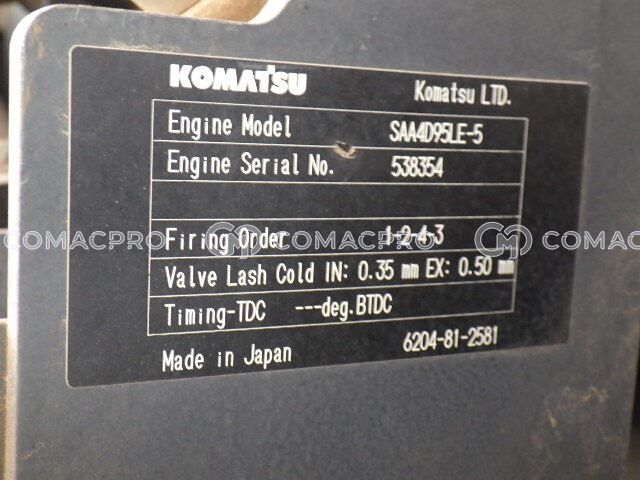 KOMATSU Komatsu LTD.
Engine Model SAA4D95LE-5
Engine Serial No. 538354
COMACPRO CM COMACPRO CM COMACPRO
Firing Order 1-2-4-3
Valve Lash Cold IN: 0.35 mm EX: 0.50 mm
Timing-TDC ---deg.BTDC
Made in Japan 6204-81-2581